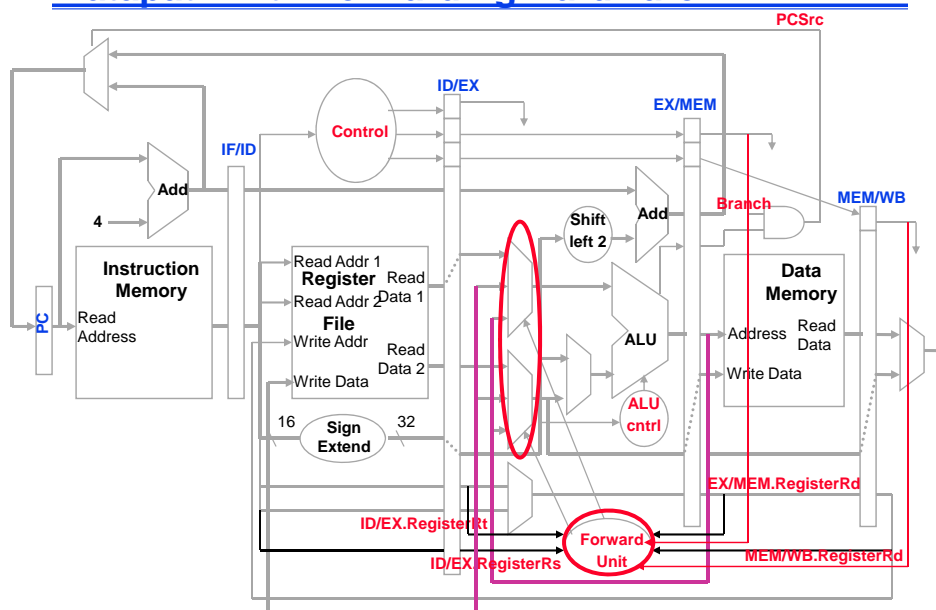 PCSrc
ID/EX
EX/MEM
Control
IF/ID
Add
Branch
MEM/WB
4
Shift
left 2
Add
Instruction
Memory
Read Addr 1
Register
Read
Data 1
Read Addr 2
File
Write Addr
Read
Data 2
Write Data
PC
Read
Address
ALU
Data
Memory
Address
Read
Data
Write Data
16
Sign
Extend
32
ALU
cntrl
EX/MEM.RegisterRd
ID/EX.RegisterRt
Forward
Unit
ID/EX.RegisterRs
MEM/WB.RegisterRd